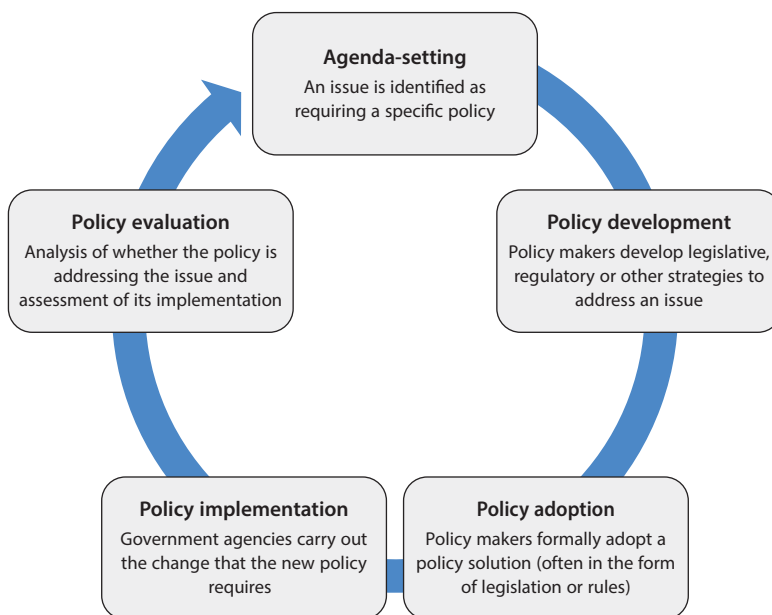 Agenda-setting
An issue is identified as
requiring a specific policy
Policy development
Policy makers develop legislative,
regulatory or other strategies to
address an issue
Policy adoption
Policy makers formally adopt a
policy solution (often in the form
of legislation or rules)
Policy implementation
Government agencies carry out
the change that the new policy
requires
Policy evaluation
Analysis of whether the policy is
addressing the issue and
assessment of its implementation